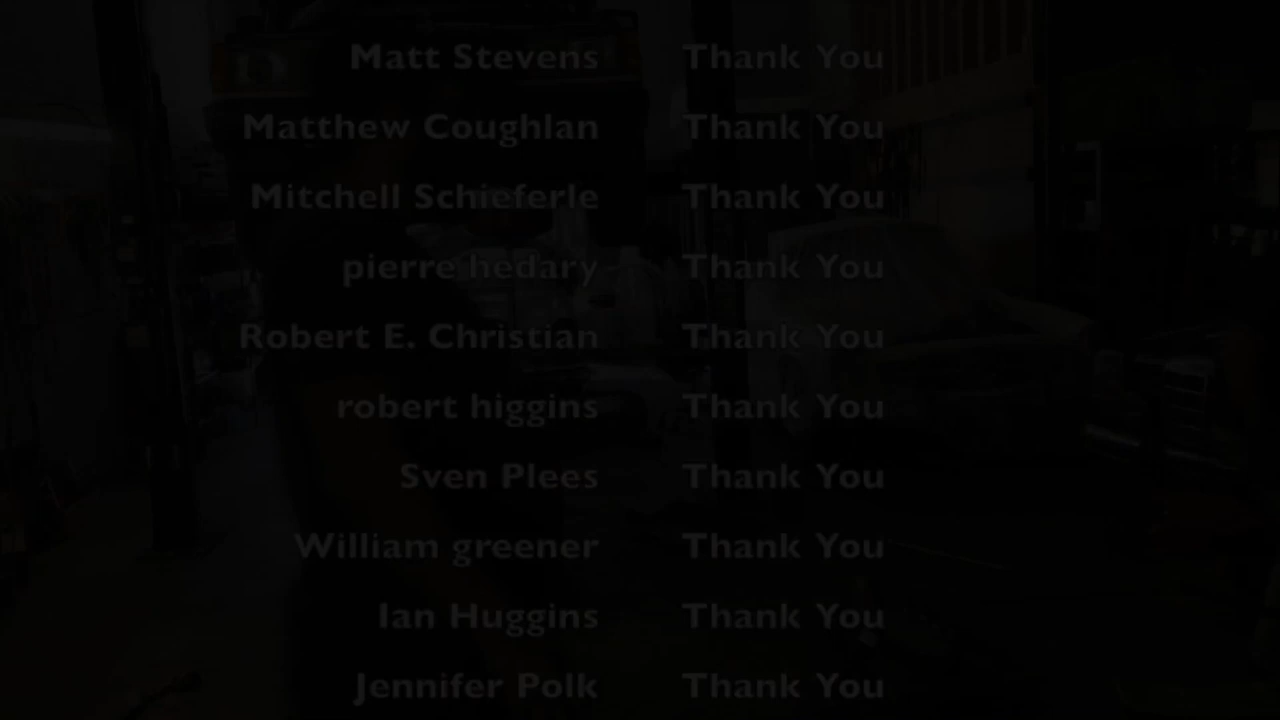 Matt Stevens Thank You
Matthew Coughlan Thank You
Mitchell Schieferle Thank You
pierre hedary Thank You
Robert E. Christian Thank You
robert higgins Thank You
Sven Plees Thank You
William greener Thank You
Ian Huggins Thank You
Jennifer Polk Thank You